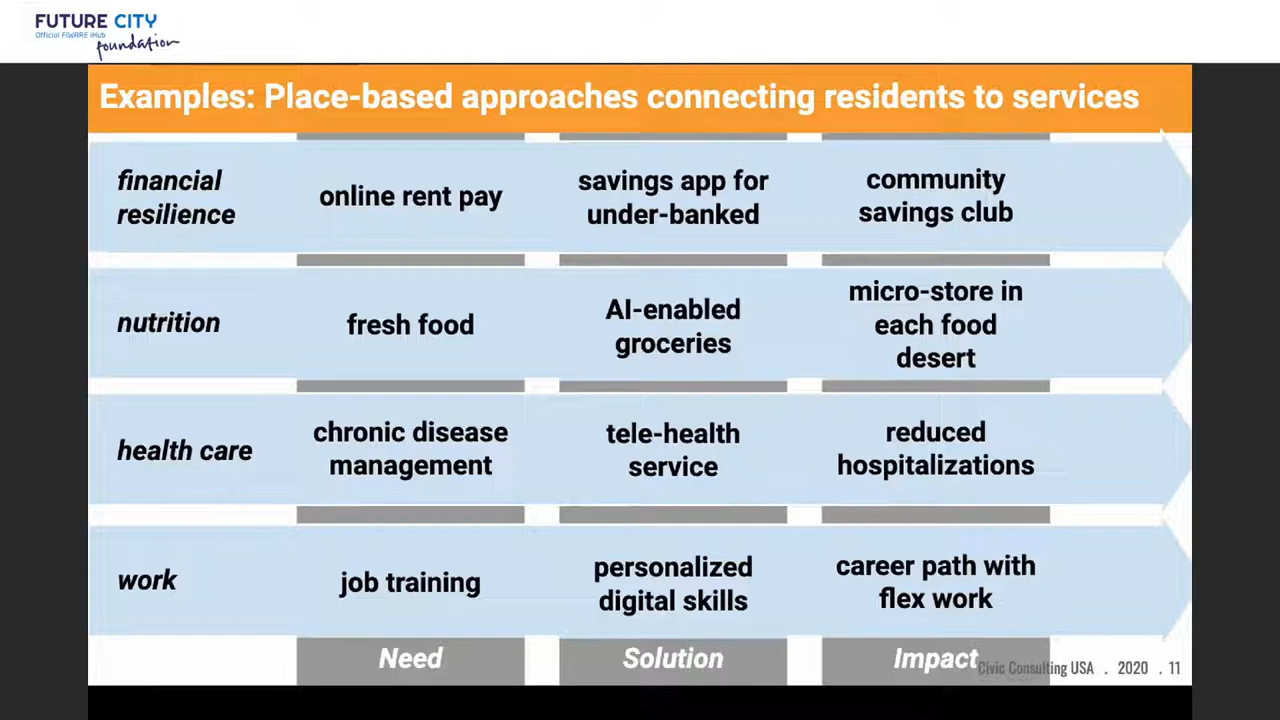 FUTURE CITY
Official FIWARE iHub
foundation
Examples: Place-based approaches connecting residents to services
financial
resilience
online rent pay
savings app for
under-banked
community
savings club
nutrition
fresh food
AI-enabled
groceries
micro-store in
each food
desert
health care
chronic disease
management
tele-health
service
reduced
hospitalizations
work
job training
personalized
digital skills
career path with
flex work
Need
Solution
Impact
Civic Consulting USA . 2020 . 11